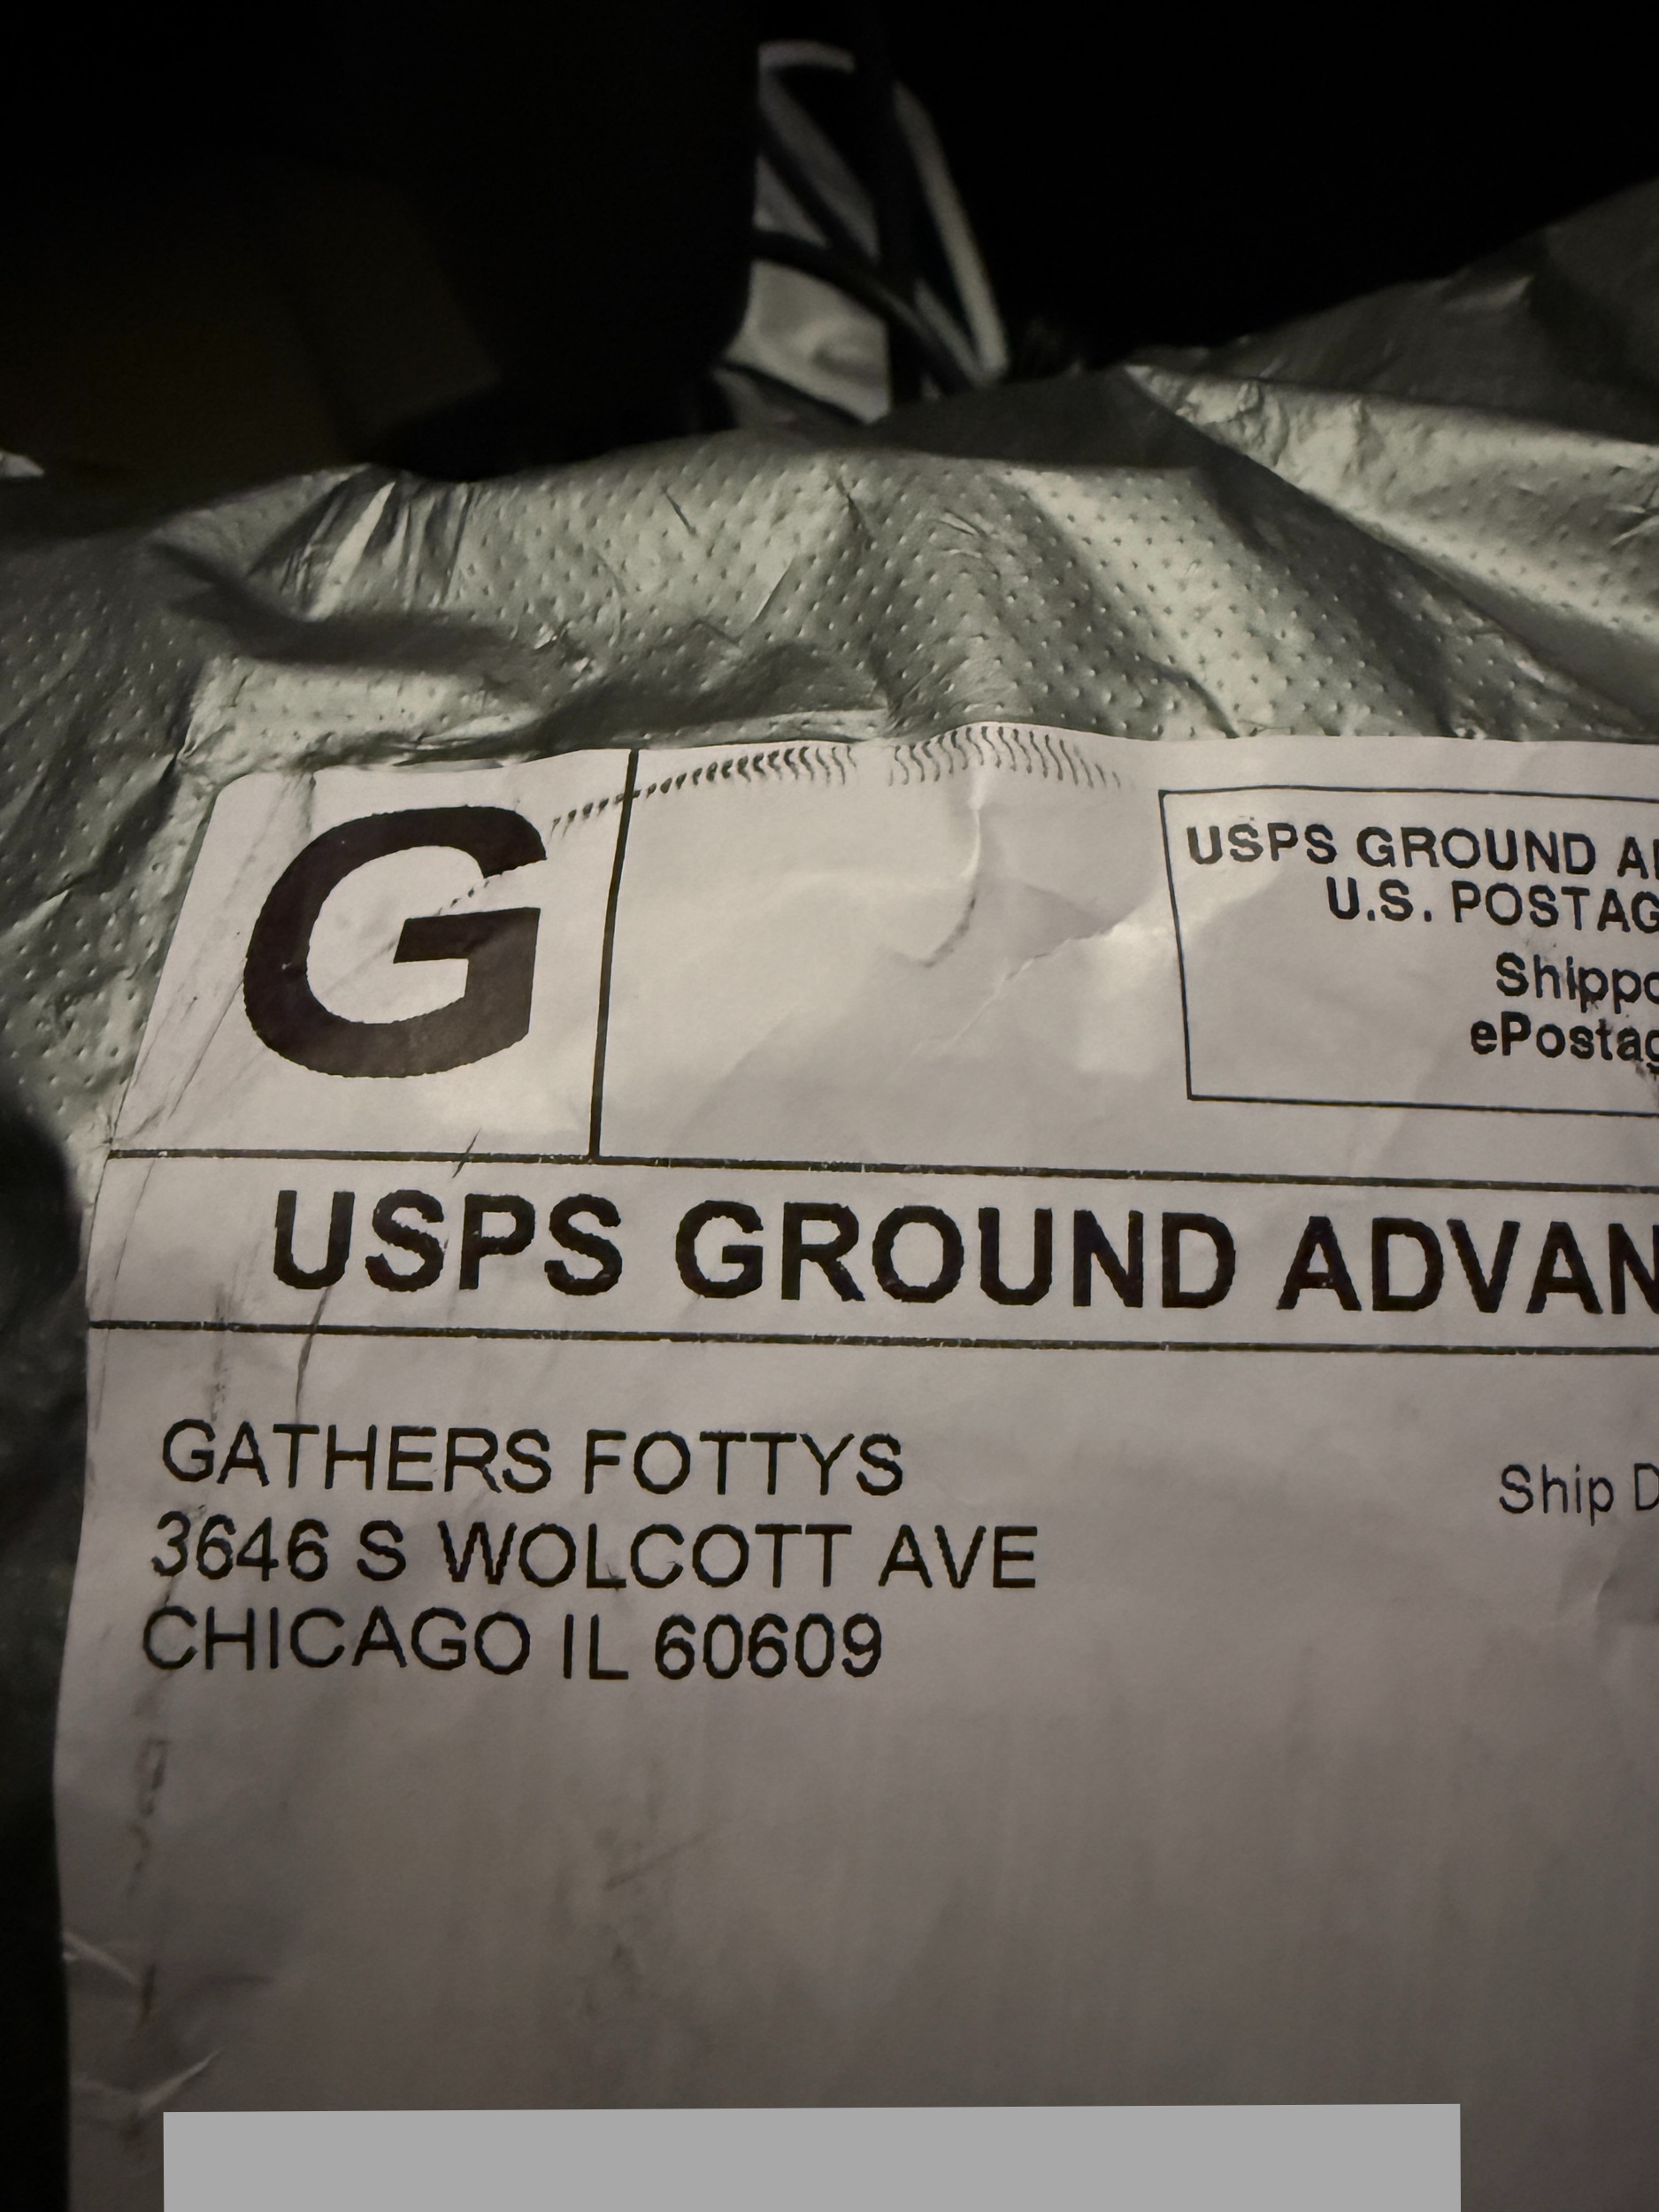 G
USPS GROUND A
U.S. POSTAG
Shippo
ePostag
USPS GROUND ADVAN
GATHERS FOTTYS
3646 S WOLCOTT AVE
CHICAGO IL 60609
Ship D